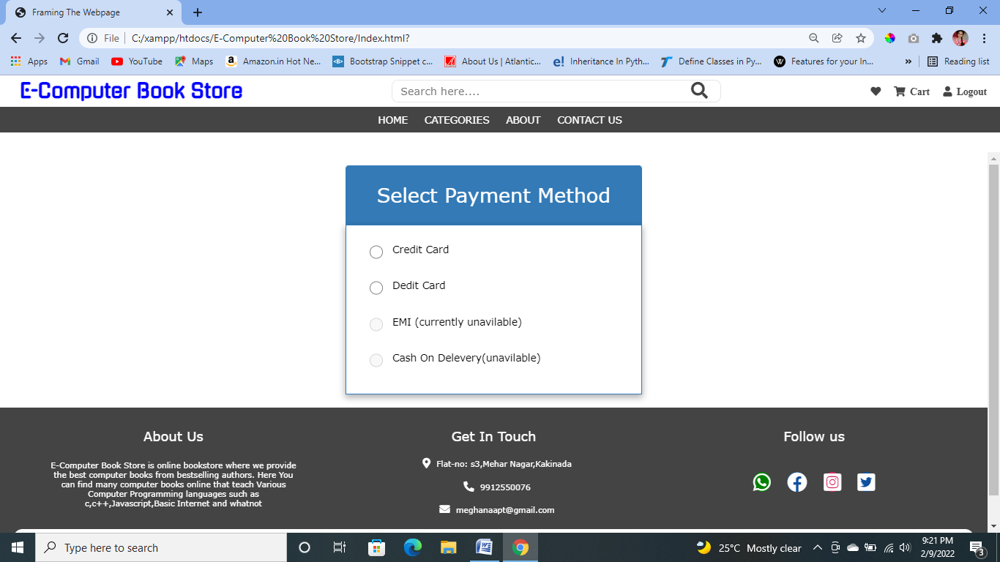 Framing The Webpage
File
C:/xampp/htdocs/E-Computer%20Book%20Store/Index.html?
Apps Gmail YouTube Maps Amazon.in Hot Ne... Bootstrap Snippet c... About Us | Atlantic... Inheritance In Pyth... Define Classes in Py... Features for your In... » Reading list
E-Computer Book Store
Search here....
Cart Logout
HOME CATEGORIES ABOUT CONTACT US
Select Payment Method
Credit Card
Dedit Card
EMI (currently unavilable)
Cash On Delevery(unavilable)
About Us
E-Computer Book Store is online bookstore where we provide
the best computer books from bestselling authors. Here You
can find many computer books online that teach Various
Computer Programming languages such as
c,c++,Javascript,Basic Internet and whatnot
Get In Touch
Flat-no: s3,Mehar Nagar,Kakinada
9912550076
meghanaapt@gmail.com
Follow us
Type here to search
25°C Mostly clear
9:21 PM
2/9/2022
3